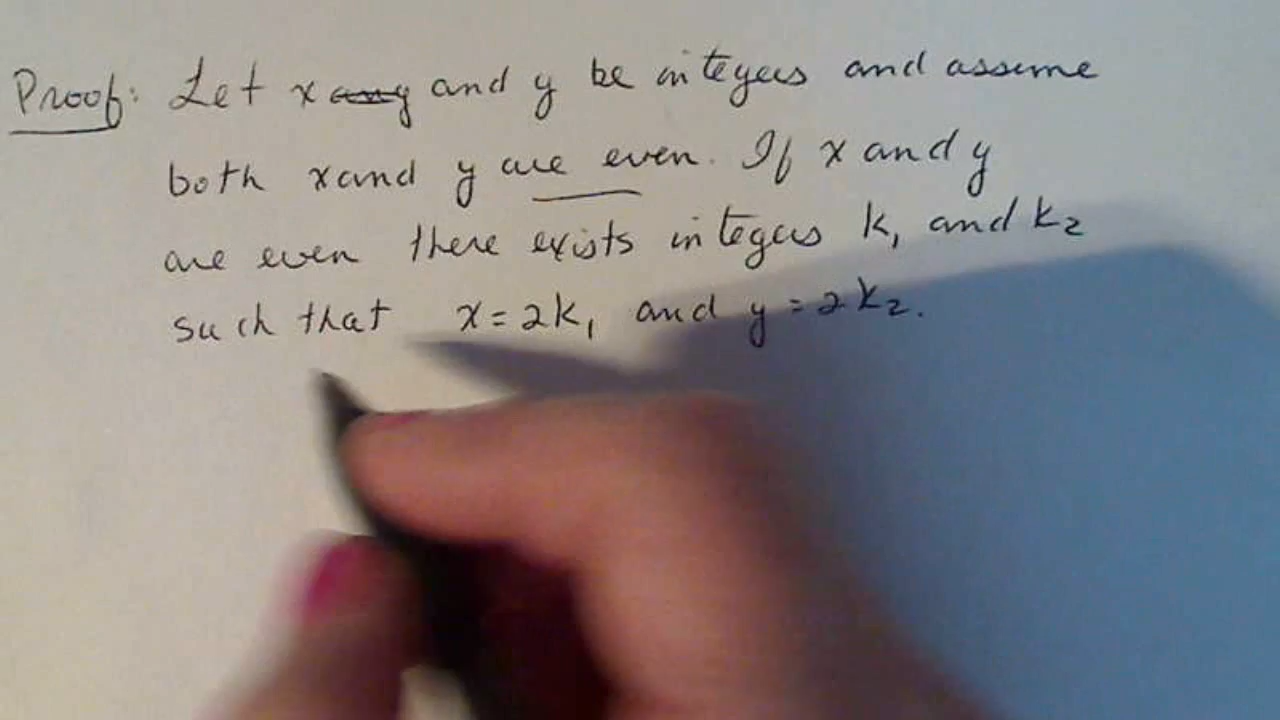 Proof: Let x and y be integers and assume
both x and y are even. If x and y
are even there exists integers k₁ and k₂
such that x = 2k₁ and y = 2k₂.